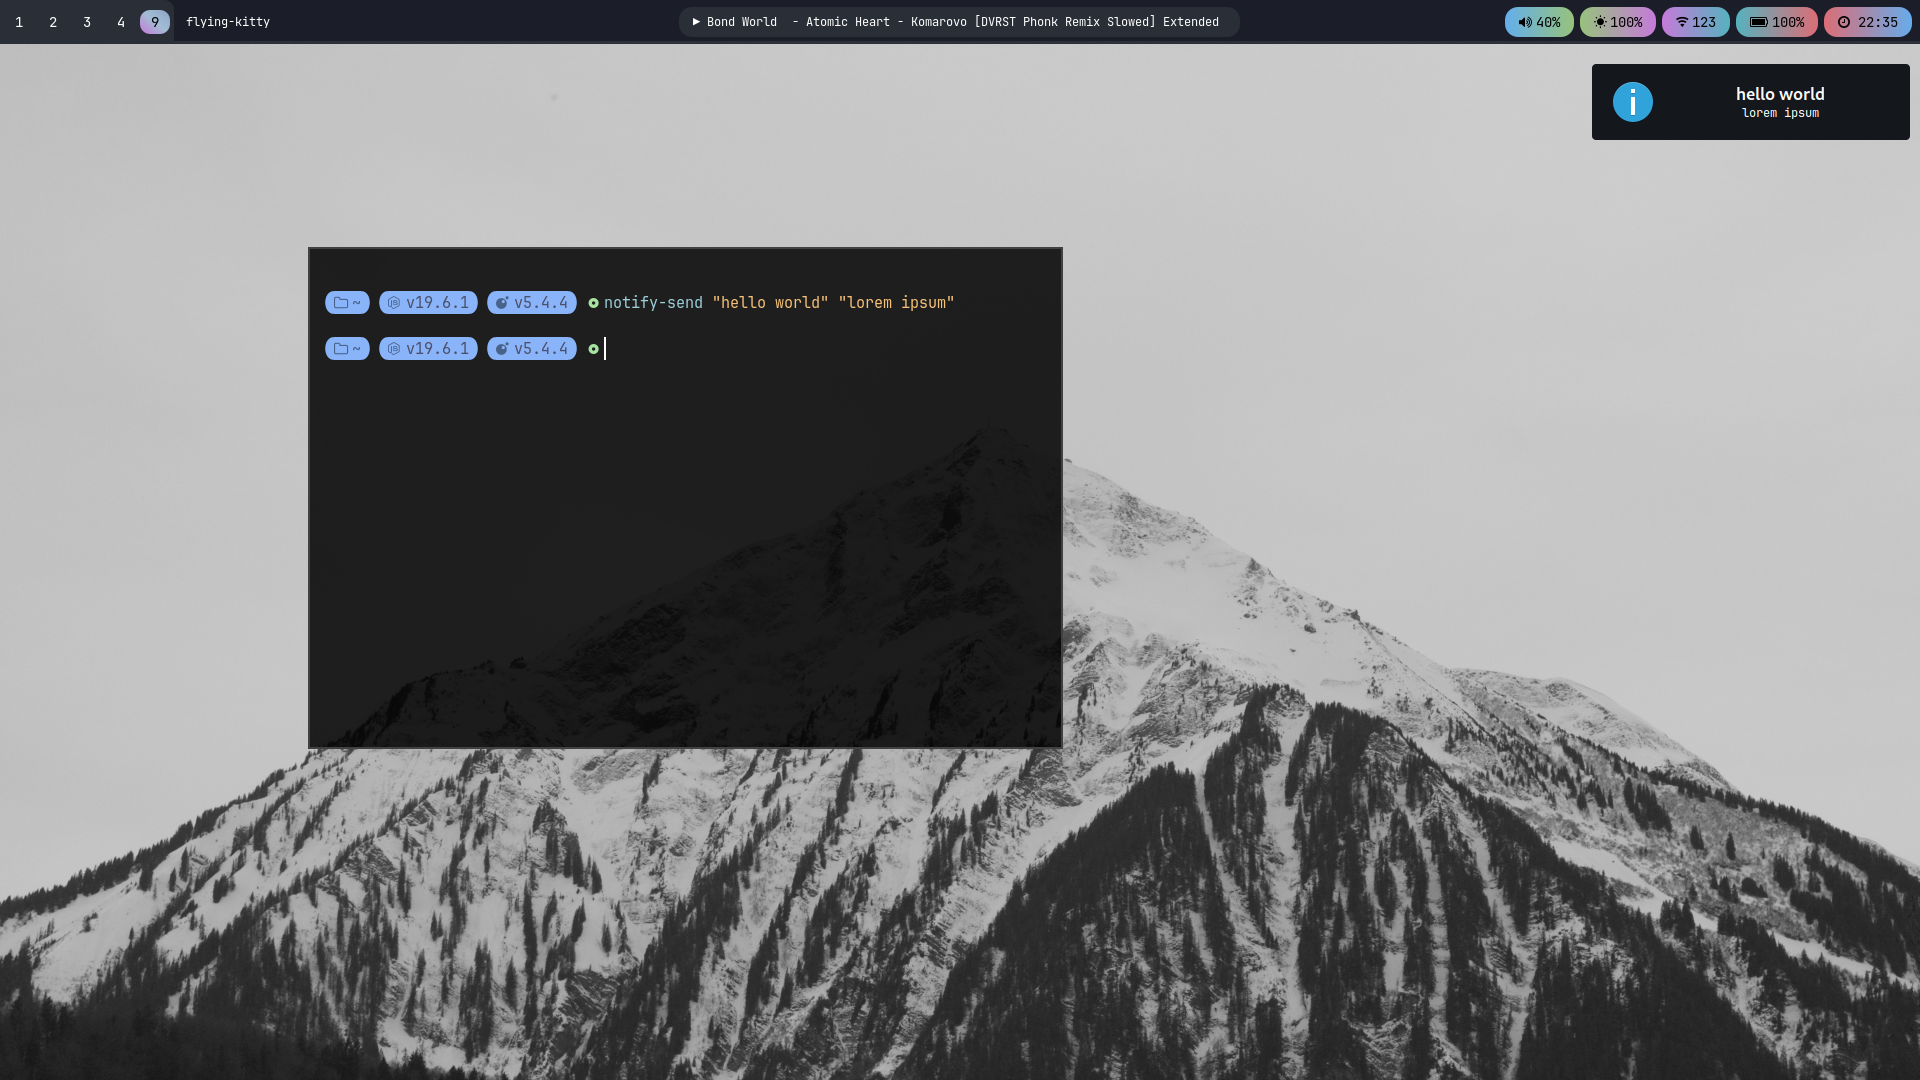 1 2 3 4 9 flying-kitty
Bond World - Atomic Heart - Komarovo [DVRST Phonk Remix Slowed] Extended
40% 100% 123 100% 22:35
hello world
lorem ipsum
~ v19.6.1 v5.4.4 notify-send "hello world" "lorem ipsum"
~ v19.6.1 v5.4.4